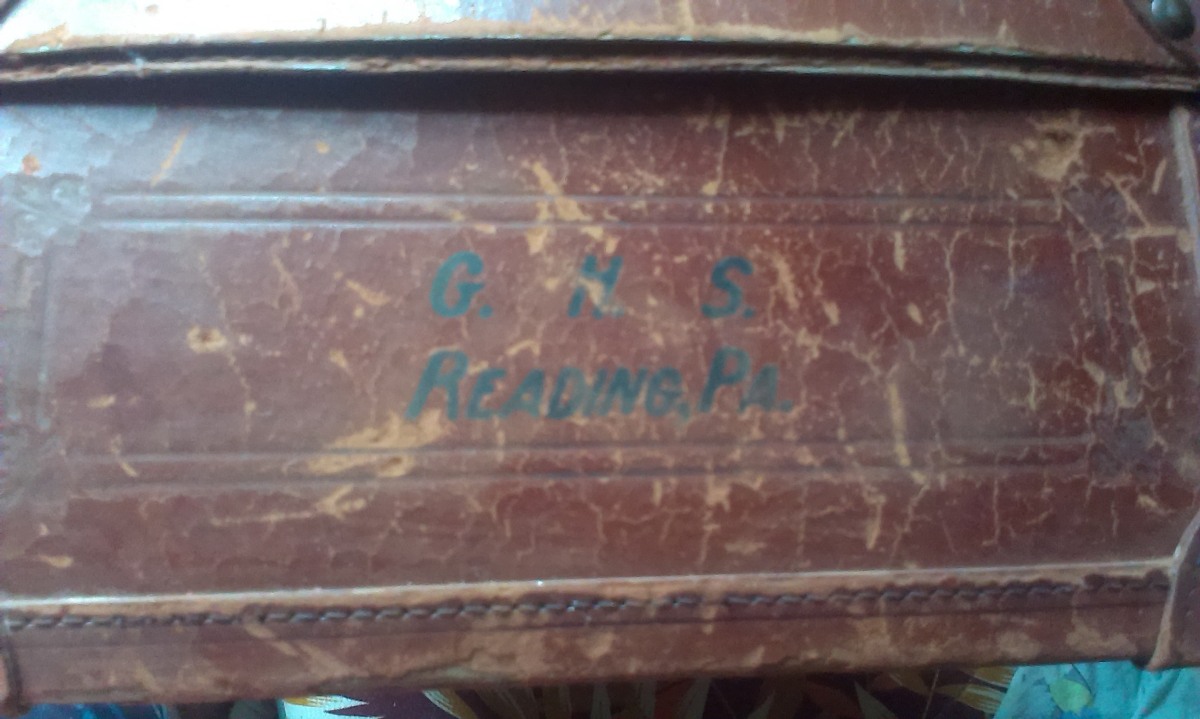 G. H. S.
READING, PA.